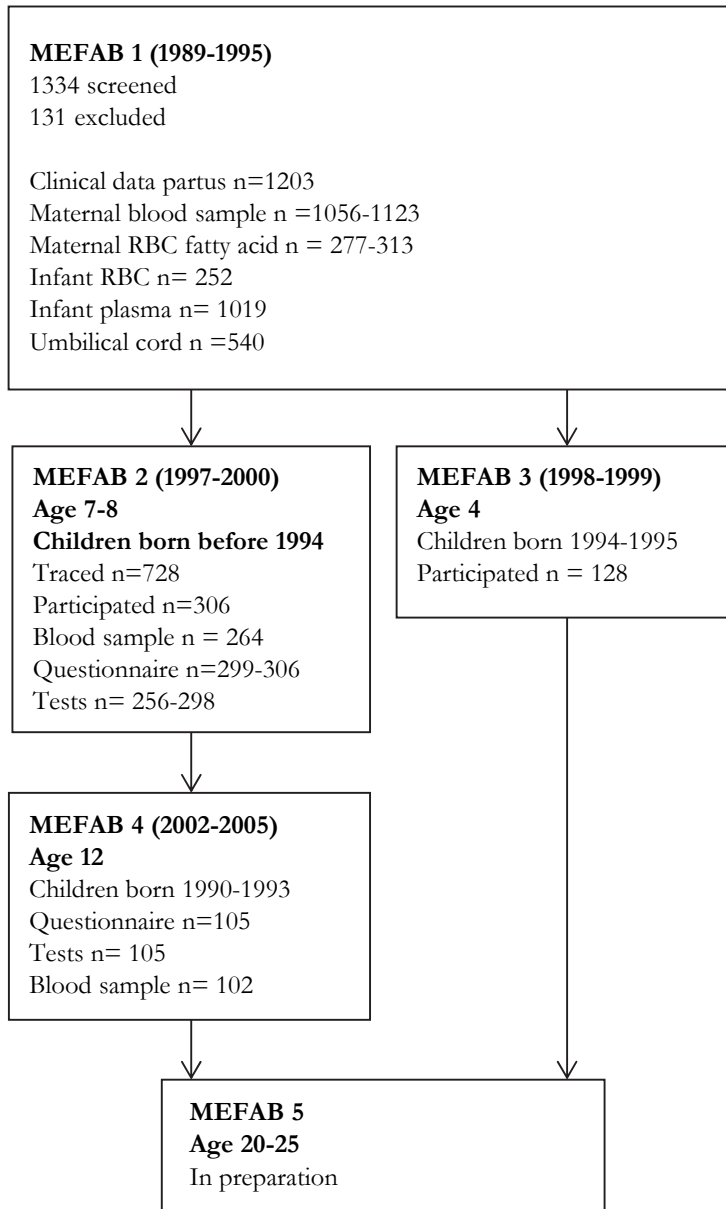 MEFAB 1 (1989-1995)
1334 screened
131 excluded
Clinical data partus n=1203
Maternal blood sample n =1056-1123
Maternal RBC fatty acid n = 277-313
Infant RBC n= 252
Infant plasma n= 1019
Umbilical cord n =540
MEFAB 2 (1997-2000)
Age 7-8
Children born before 1994
Traced n=728
Participated n=306
Blood sample n = 264
Questionnaire n=299-306
Tests n= 256-298
MEFAB 3 (1998-1999)
Age 4
Children born 1994-1995
Participated n = 128
MEFAB 4 (2002-2005)
Age 12
Children born 1990-1993
Questionnaire n=105
Tests n= 105
Blood sample n= 102
MEFAB 5
Age 20-25
In preparation